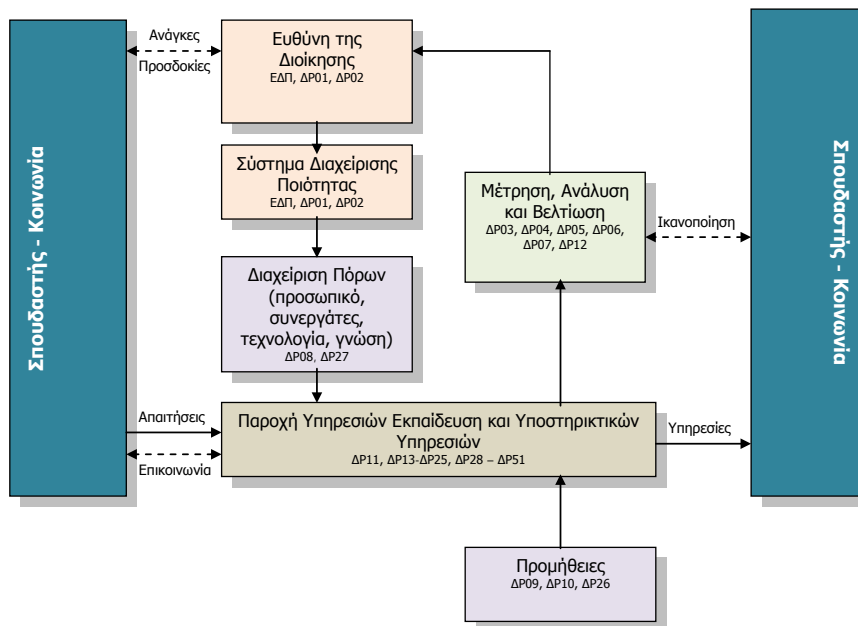 Σπουδαστής - Κοινωνία
Ανάγκες
Προσδοκίες
Ευθύνη της
Διοίκησης
ΕΔΠ, ΔΡ01, ΔΡ02
Σύστημα Διαχείρισης
Ποιότητας
ΕΔΠ, ΔΡ01, ΔΡ02
Μέτρηση, Ανάλυση
και Βελτίωση
ΔΡ03, ΔΡ04, ΔΡ05, ΔΡ06,
ΔΡ07, ΔΡ12
Ικανοποίηση
Σπουδαστής - Κοινωνία
Διαχείριση Πόρων
(προσωπικό,
συνεργάτες,
τεχνολογία, γνώση)
ΔΡ08, ΔΡ27
Απαιτήσεις
Επικοινωνία
Παροχή Υπηρεσιών Εκπαίδευση και Υποστηρικτικών
Υπηρεσιών
ΔΡ11, ΔΡ13-ΔΡ25, ΔΡ28 – ΔΡ51
Υπηρεσίες
Προμήθειες
ΔΡ09, ΔΡ10, ΔΡ26